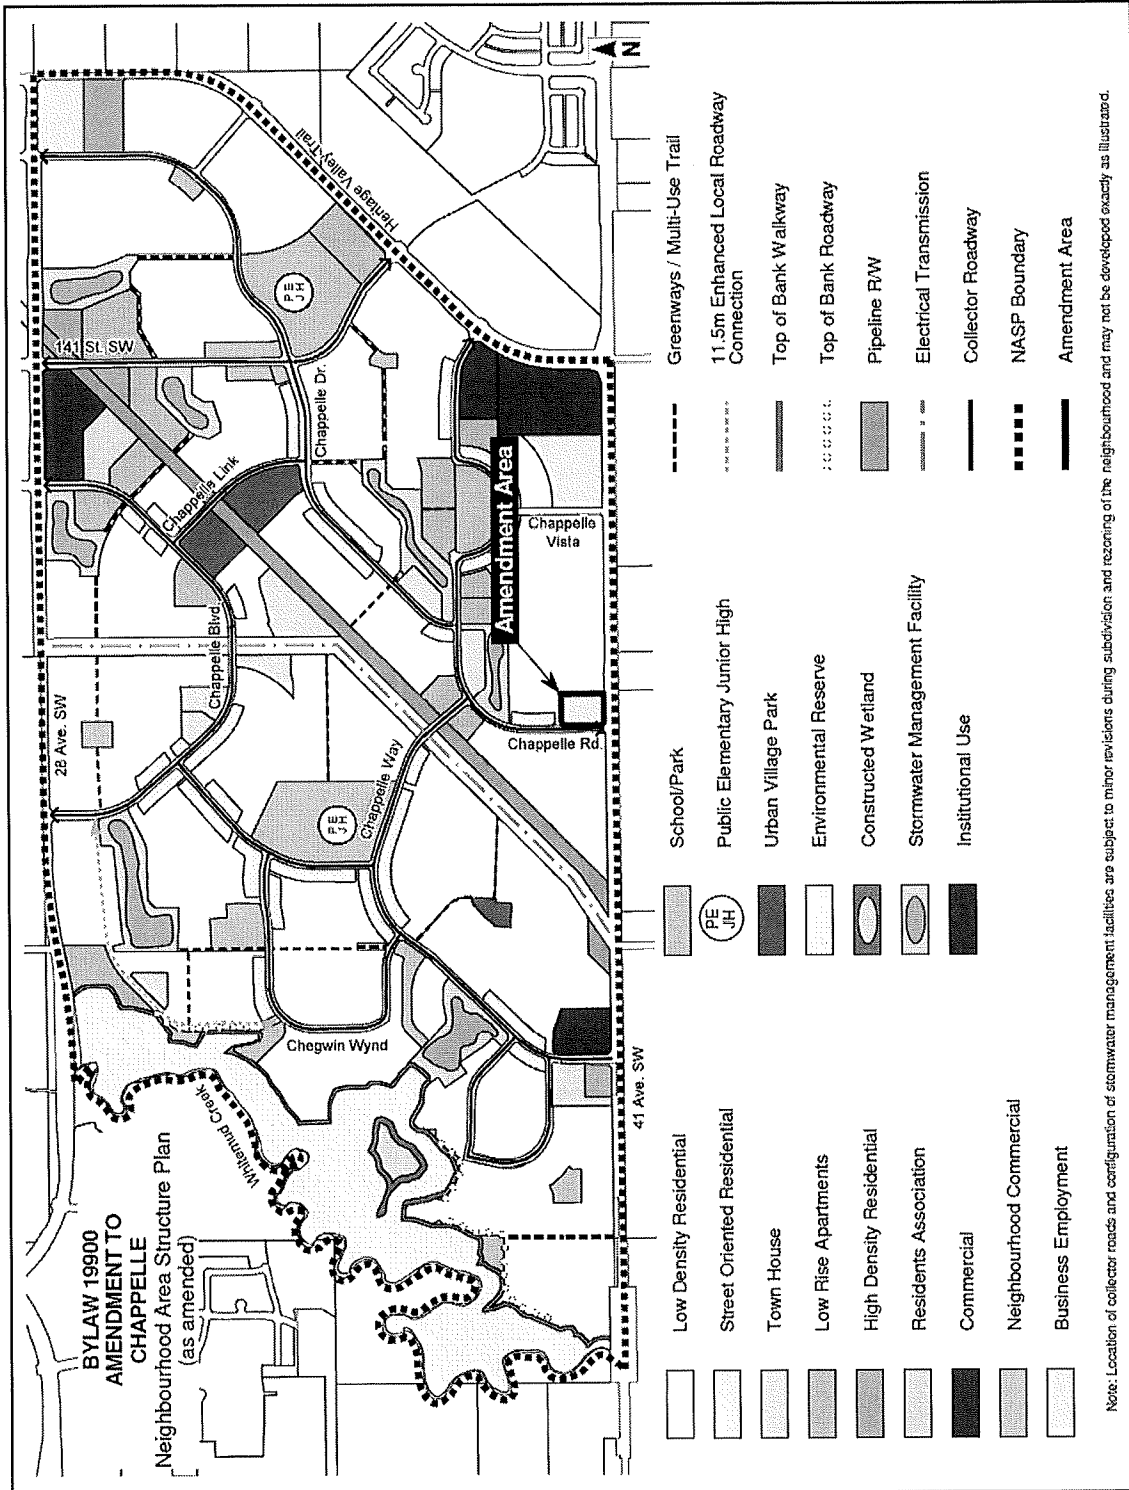 BYLAW 19900
AMENDMENT TO
CHAPPELLE
Neighbourhood Area Structure Plan
(as amended)
Whitemud Creek
28 Ave. SW
Chappelle Blvd.
Chappelle Link
141 St. SW
Chappelle Dr.
Heritage Valley Trail
N
PE
JH
PE
JH
Chappelle Way
Chegwin Wynd
Amendment Area
Chappelle
Vista
Chappelle Rd.
41 Ave. SW
Low Density Residential
Street Oriented Residential
Town House
Low Rise Apartments
High Density Residential
Residents Association
Commercial
Neighbourhood Commercial
Business Employment
School/Park
PE
JH
Public Elementary Junior High
Urban Village Park
Environmental Reserve
Constructed Wetland
Stormwater Management Facility
Institutional Use
Greenways / Multi-Use Trail
11.5m Enhanced Local Roadway
Connection
Top of Bank Walkway
Top of Bank Roadway
Pipeline R/W
Electrical Transmission
Collector Roadway
NASP Boundary
Amendment Area
Note: Location of collector roads and configuration of stormwater management facilities are subject to minor revisions during subdivision and rezoning of the neighbourhood and may not be developed exactly as illustrated.